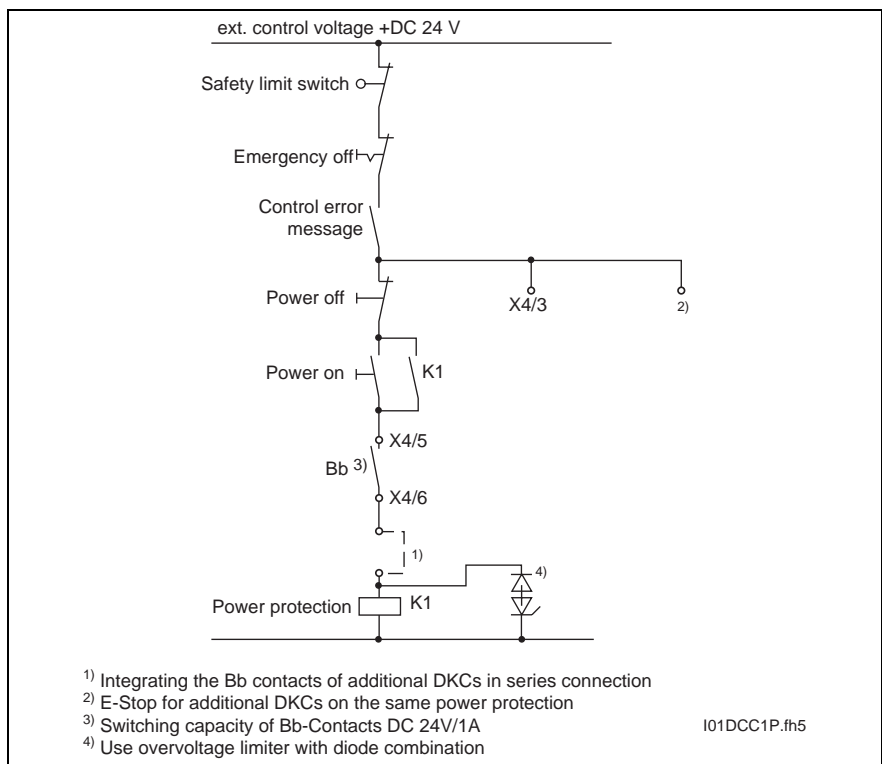 ext. control voltage +DC 24 V
Safety limit switch
Emergency off
Control error
message
Power off
X4/3
2)
Power on
K1
X4/5
Bb 3)
X4/6
1)
4)
Power protection
K1
1) Integrating the Bb contacts of additional DKCs in series connection
2) E-Stop for additional DKCs on the same power protection
3) Switching capacity of Bb-Contacts DC 24V/1A
I01DCC1P.fh5
4) Use overvoltage limiter with diode combination